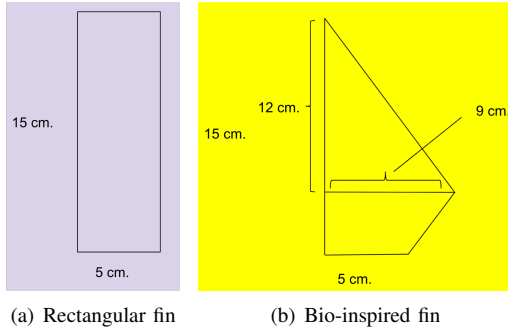 15 cm.
5 cm.
12 cm.
15 cm.
9 cm.
5 cm.
(a) Rectangular fin
(b) Bio-inspired fin